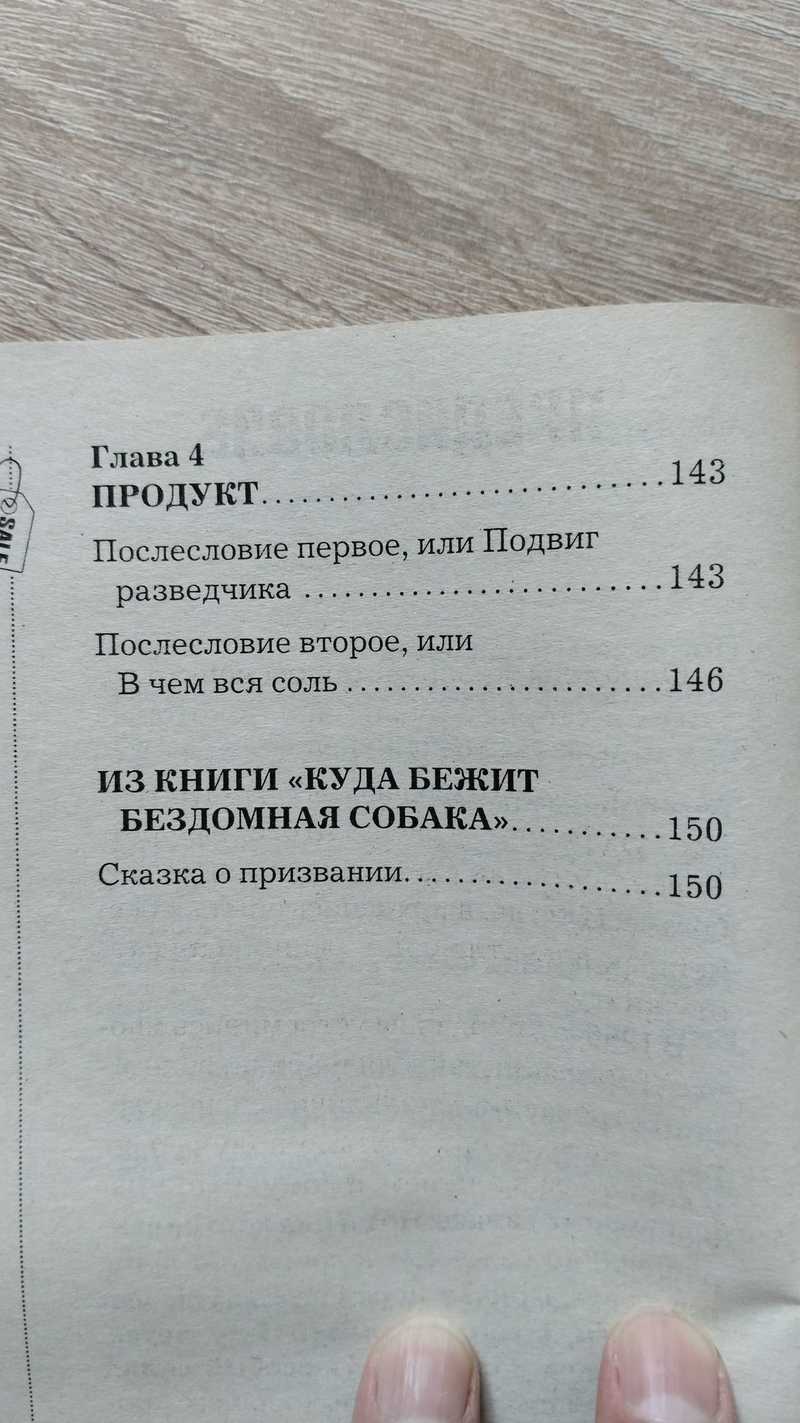 Глава 4
ПРОДУКТ..............................143
Послесловие первое, или Подвиг
разведчика ..........................143
Послесловие второе, или
В чем вся соль.......................146
ИЗ КНИГИ «КУДА БЕЖИТ
БЕЗДОМНАЯ СОБАКА»............150
Сказка о призвании....................150
SALE